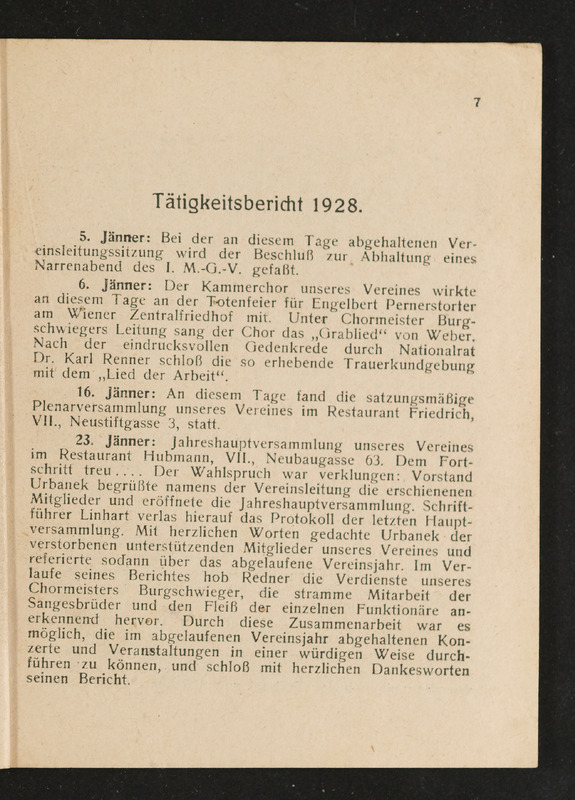 7
Tätigkeitsbericht 1928.
5. Jänner: Bei der an diesem Tage abgehaltenen Ver-
einsleitungssitzung wird der Beschluß zur Abhaltung eines
Narrenabend des I. M.-G.-V. gefaßt.
6. Jänner: Der Kammerchor unseres Vereines wirkte
an diesem Tage an der Totenfeier für Engelbert Pernerstorter
am Wiener Zentralfriedhof mit. Unter Chormeister Burg-
schwiegers Leitung sang der Chor das „Grablied“ von Weber.
Nach der eindrucksvollen Gedenkrede durch Nationalrat
Dr. Karl Renner schloß die so erhebende Trauerkundgebung
mit dem „Lied der Arbeit“.
16. Jänner: An diesem Tage fand die satzungsmäßige
Plenarversammlung unseres Vereines im Restaurant Friedrich,
VII., Neustiftgasse 3, statt.
23. Jänner: Jahreshauptversammlung unseres Vereines
im Restaurant Hubmann, VII., Neubaugasse 63. Dem Fort-
schritt treu .... Der Wahlspruch war verklungen: Vorstand
Urbanek begrüßte namens der Vereinsleitung die erschienenen
Mitglieder und eröffnete die Jahreshauptversammlung. Schrift-
führer Linhart verlas hierauf das Protokoll der letzten Haupt-
versammlung. Mit herzlichen Worten gedachte Urbanek der
verstorbenen unterstützenden Mitglieder unseres Vereines und
referierte sodann über das abgelaufene Vereinsjahr. Im Ver-
laufe seines Berichtes hob Redner die Verdienste unseres
Chormeisters Burgschwieger, die stramme Mitarbeit der
Sangesbrüder und den Fleiß der einzelnen Funktionäre an-
erkennend hervor. Durch diese Zusammenarbeit war es
möglich, die im abgelaufenen Vereinsjahr abgehaltenen Kon-
zerte und Veranstaltungen in einer würdigen Weise durch-
führen zu können, und schloß mit herzlichen Dankesworten
seinen Bericht.